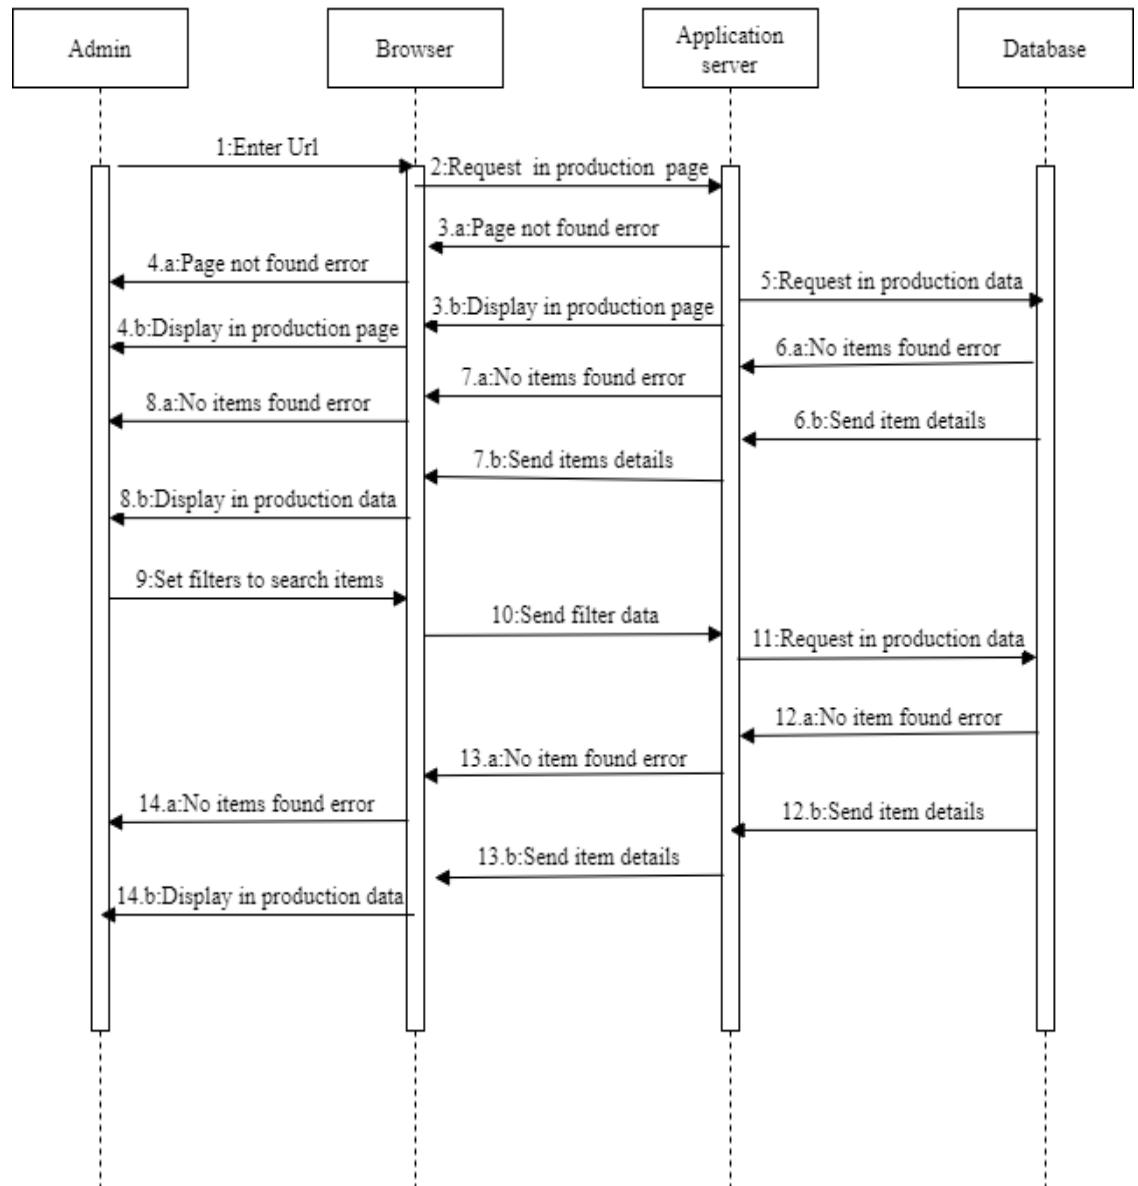 Admin
Browser
Application
server
Database
1:Enter Url
2:Request in production page
3.a:Page not found error
4.a:Page not found error
5:Request in production data
3.b:Display in production page
4.b:Display in production page
6.a:No items found error
7.a:No items found error
8.a:No items found error
6.b:Send item details
7.b:Send items details
8.b:Display in production data
9:Set filters to search items
10:Send filter data
11:Request in production data
12.a:No item found error
13.a:No item found error
14.a:No items found error
12.b:Send item details
13.b:Send item details
14.b:Display in production data